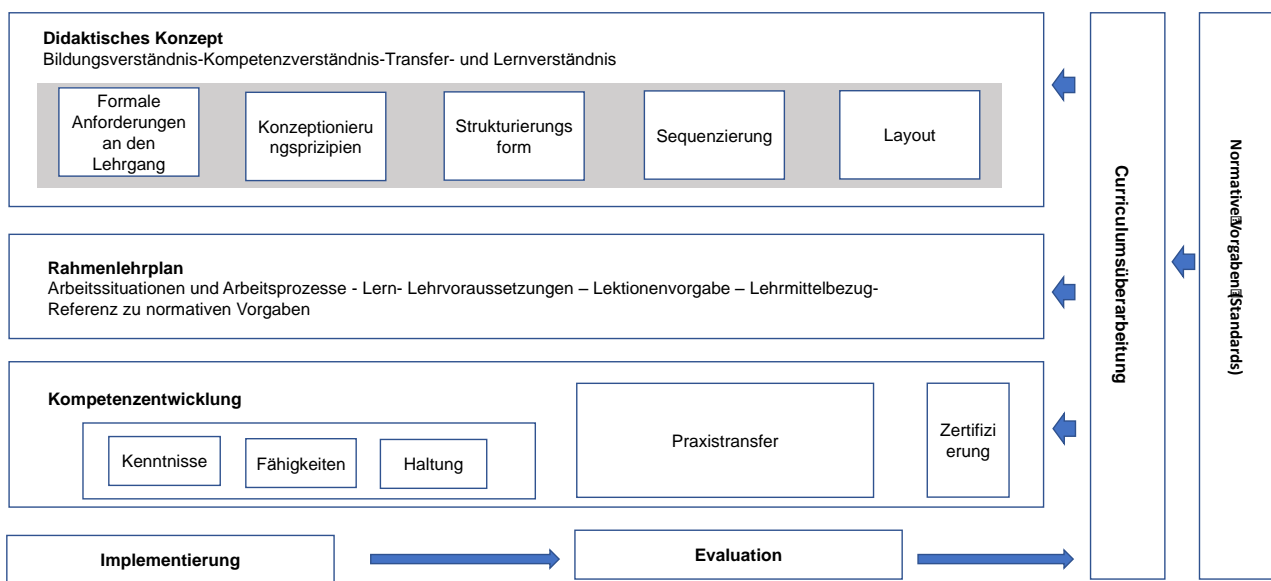 Didaktisches Konzept
Bildungsverständnis-Kompetenzverständnis-Transfer- und Lernverständnis
Formale
Anforderungen
an den
Lehrgang
Konzeptionieru
ngsprizipien
Strukturierungs
form
Sequenzierung
Layout
Rahmenlehrplan
Arbeitssituationen und Arbeitsprozesse - Lern- Lehrvoraussetzungen – Lektionenvorgabe – Lehrmittelbezug-
Referenz zu normativen Vorgaben
Kompetenzentwicklung
Kenntnisse
Fähigkeiten
Haltung
Praxistransfer
Zertifizi
erung
Implementierung
Evaluation
Curriculumsüberarbeitung
Normative Vorgaben (Standards)